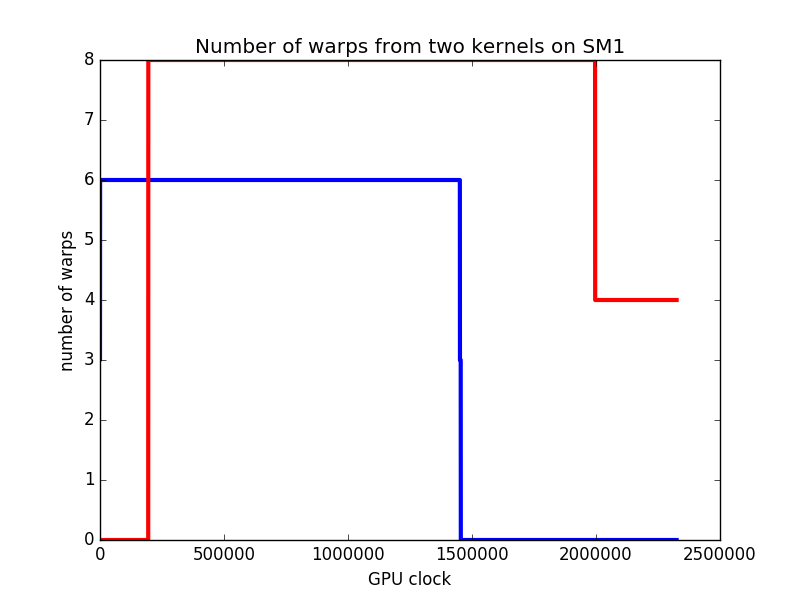 Number of warps from two kernels on SM1
8
7
6
5
4
3
2
1
0
number of warps
0 500000 1000000 1500000 2000000 2500000
GPU clock